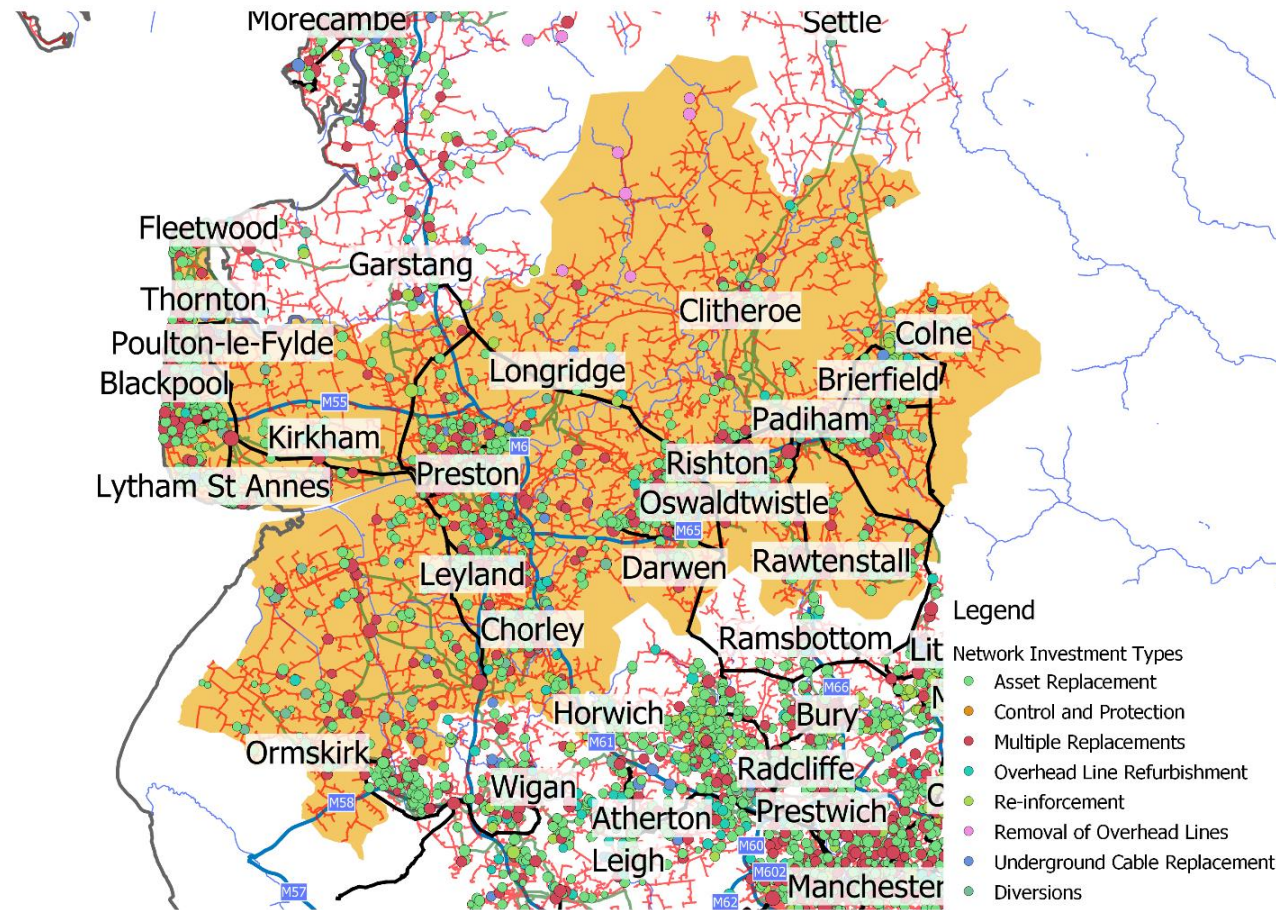 Morecambe
Settle
Fleetwood
Garstang
Thornton
Clitheroe
Colne
Poulton-le-Fylde
Longridge
Brierfield
Blackpool
M55
Padiham
Kirkham
M6
Rishton
Preston
Lytham St Annes
Oswaldtwistle
M65
Rawtenstall
Darwen
Leyland
Chorley
Ramsbottom
Lit
M66
M
Horwich
Bury
M61
Ormskirk
Radcliffe
Wigan
M58
Atherton
Prestwich
M60
Leigh
M602
Manchester
M57
M62
Legend
Network Investment Types
Asset Replacement
Control and Protection
Multiple Replacements
Overhead Line Refurbishment
Re-inforcement
Removal of Overhead Lines
Underground Cable Replacement
Diversions